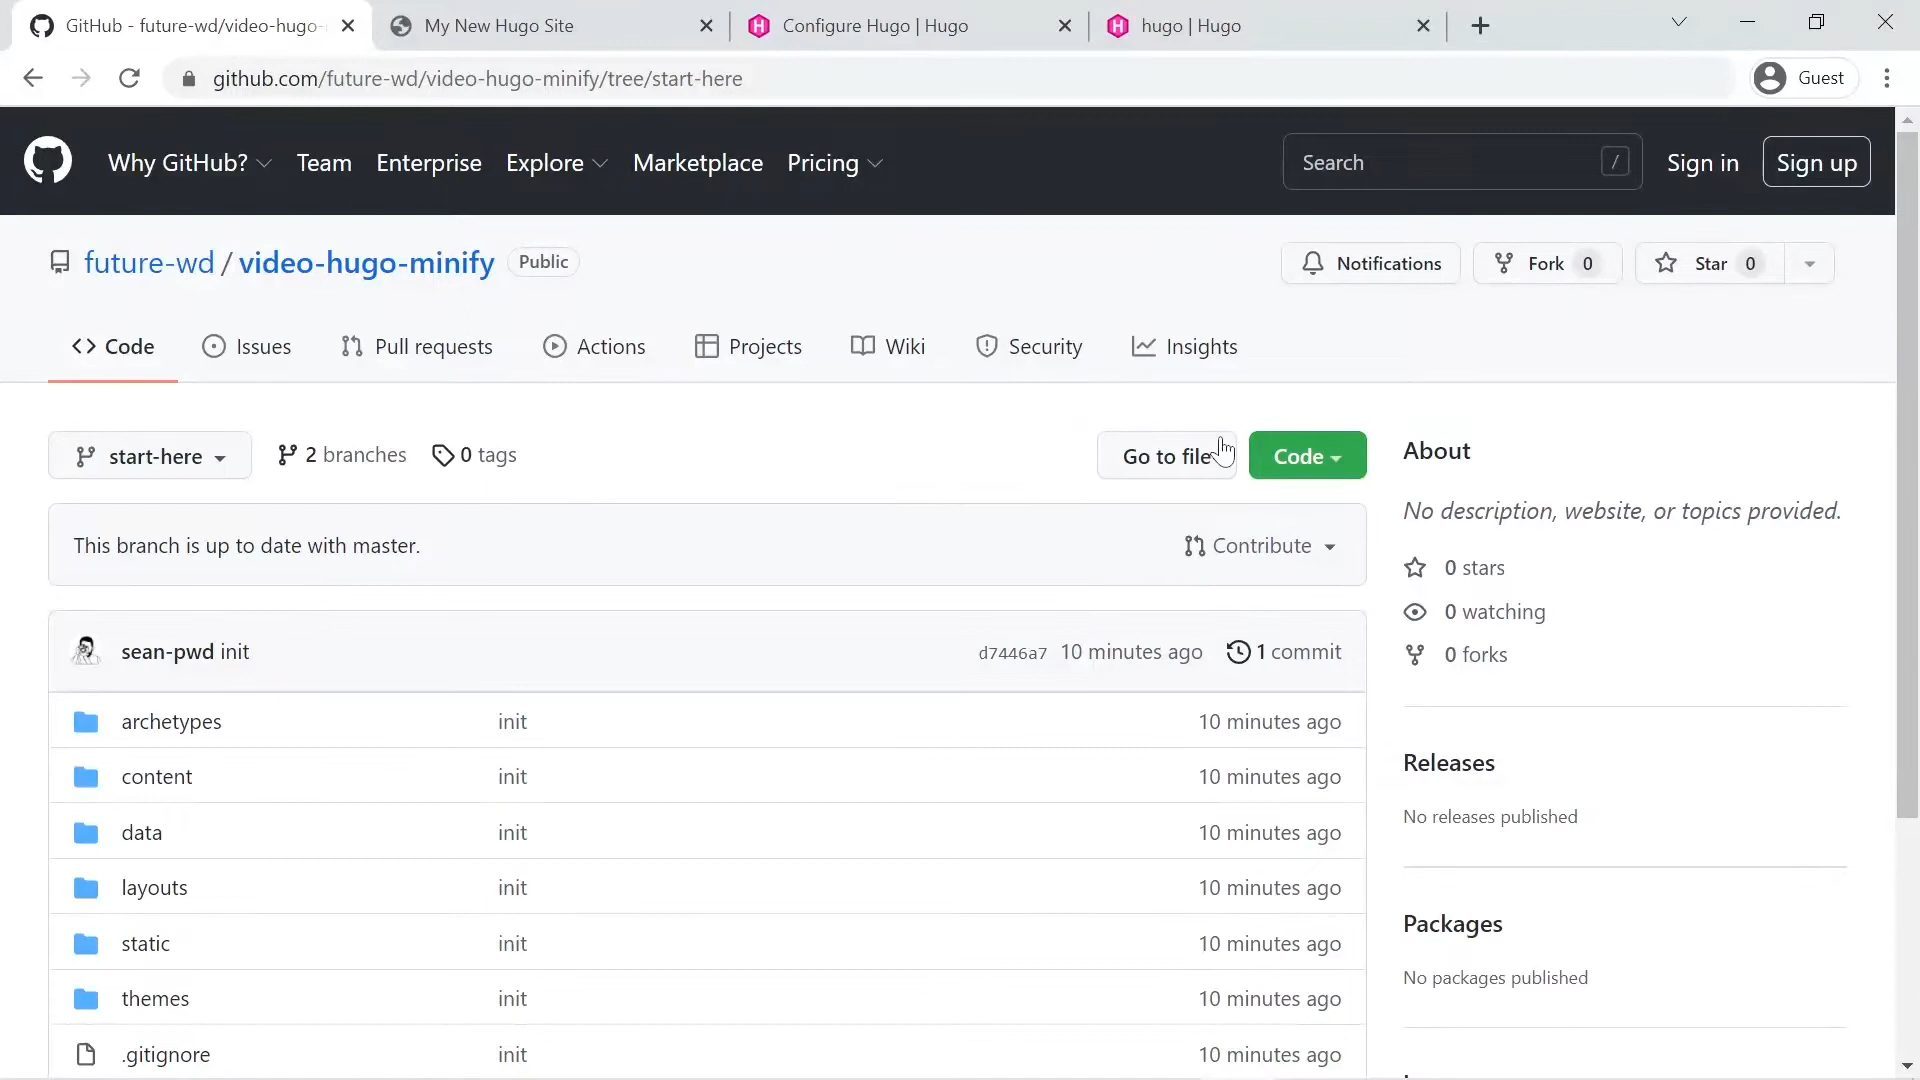 GitHub - future-wd/video-hugo-
My New Hugo Site
Configure Hugo | Hugo
hugo | Hugo
github.com/future-wd/video-hugo-minify/tree/start-here
Guest
Why GitHub? Team Enterprise Explore Marketplace Pricing
Search /
Sign in
Sign up
future-wd / video-hugo-minify Public
Notifications
Fork 0
Star 0
Code Issues Pull requests Actions Projects Wiki Security Insights
start-here 2 branches 0 tags
Go to file
Code
About
No description, website, or topics provided.
0 stars
0 watching
0 forks
This branch is up to date with master.
Contribute
sean-pwd init d7446a7 10 minutes ago 1 commit
archetypes init 10 minutes ago
content init 10 minutes ago
data init 10 minutes ago
layouts init 10 minutes ago
static init 10 minutes ago
themes init 10 minutes ago
.gitignore init 10 minutes ago
Releases
No releases published
Packages
No packages published